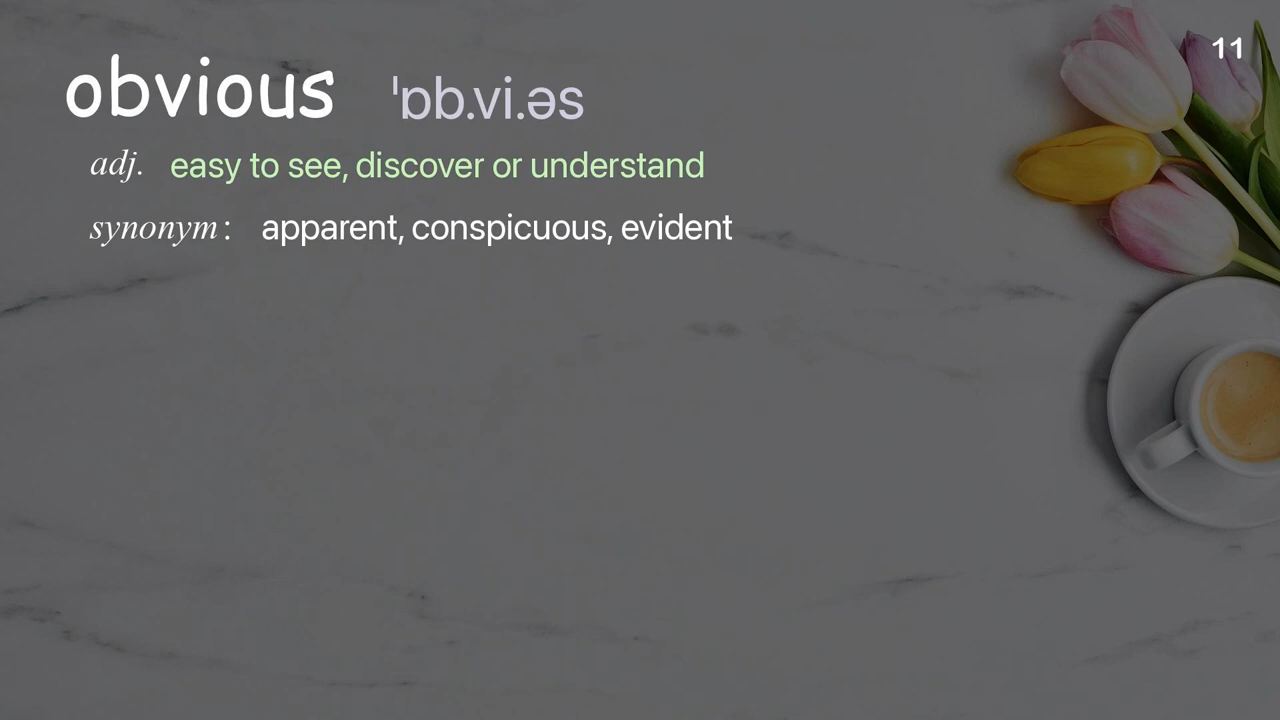 11
obvious ˈɒb.vi.əs
adj. easy to see, discover or understand
synonym: apparent, conspicuous, evident